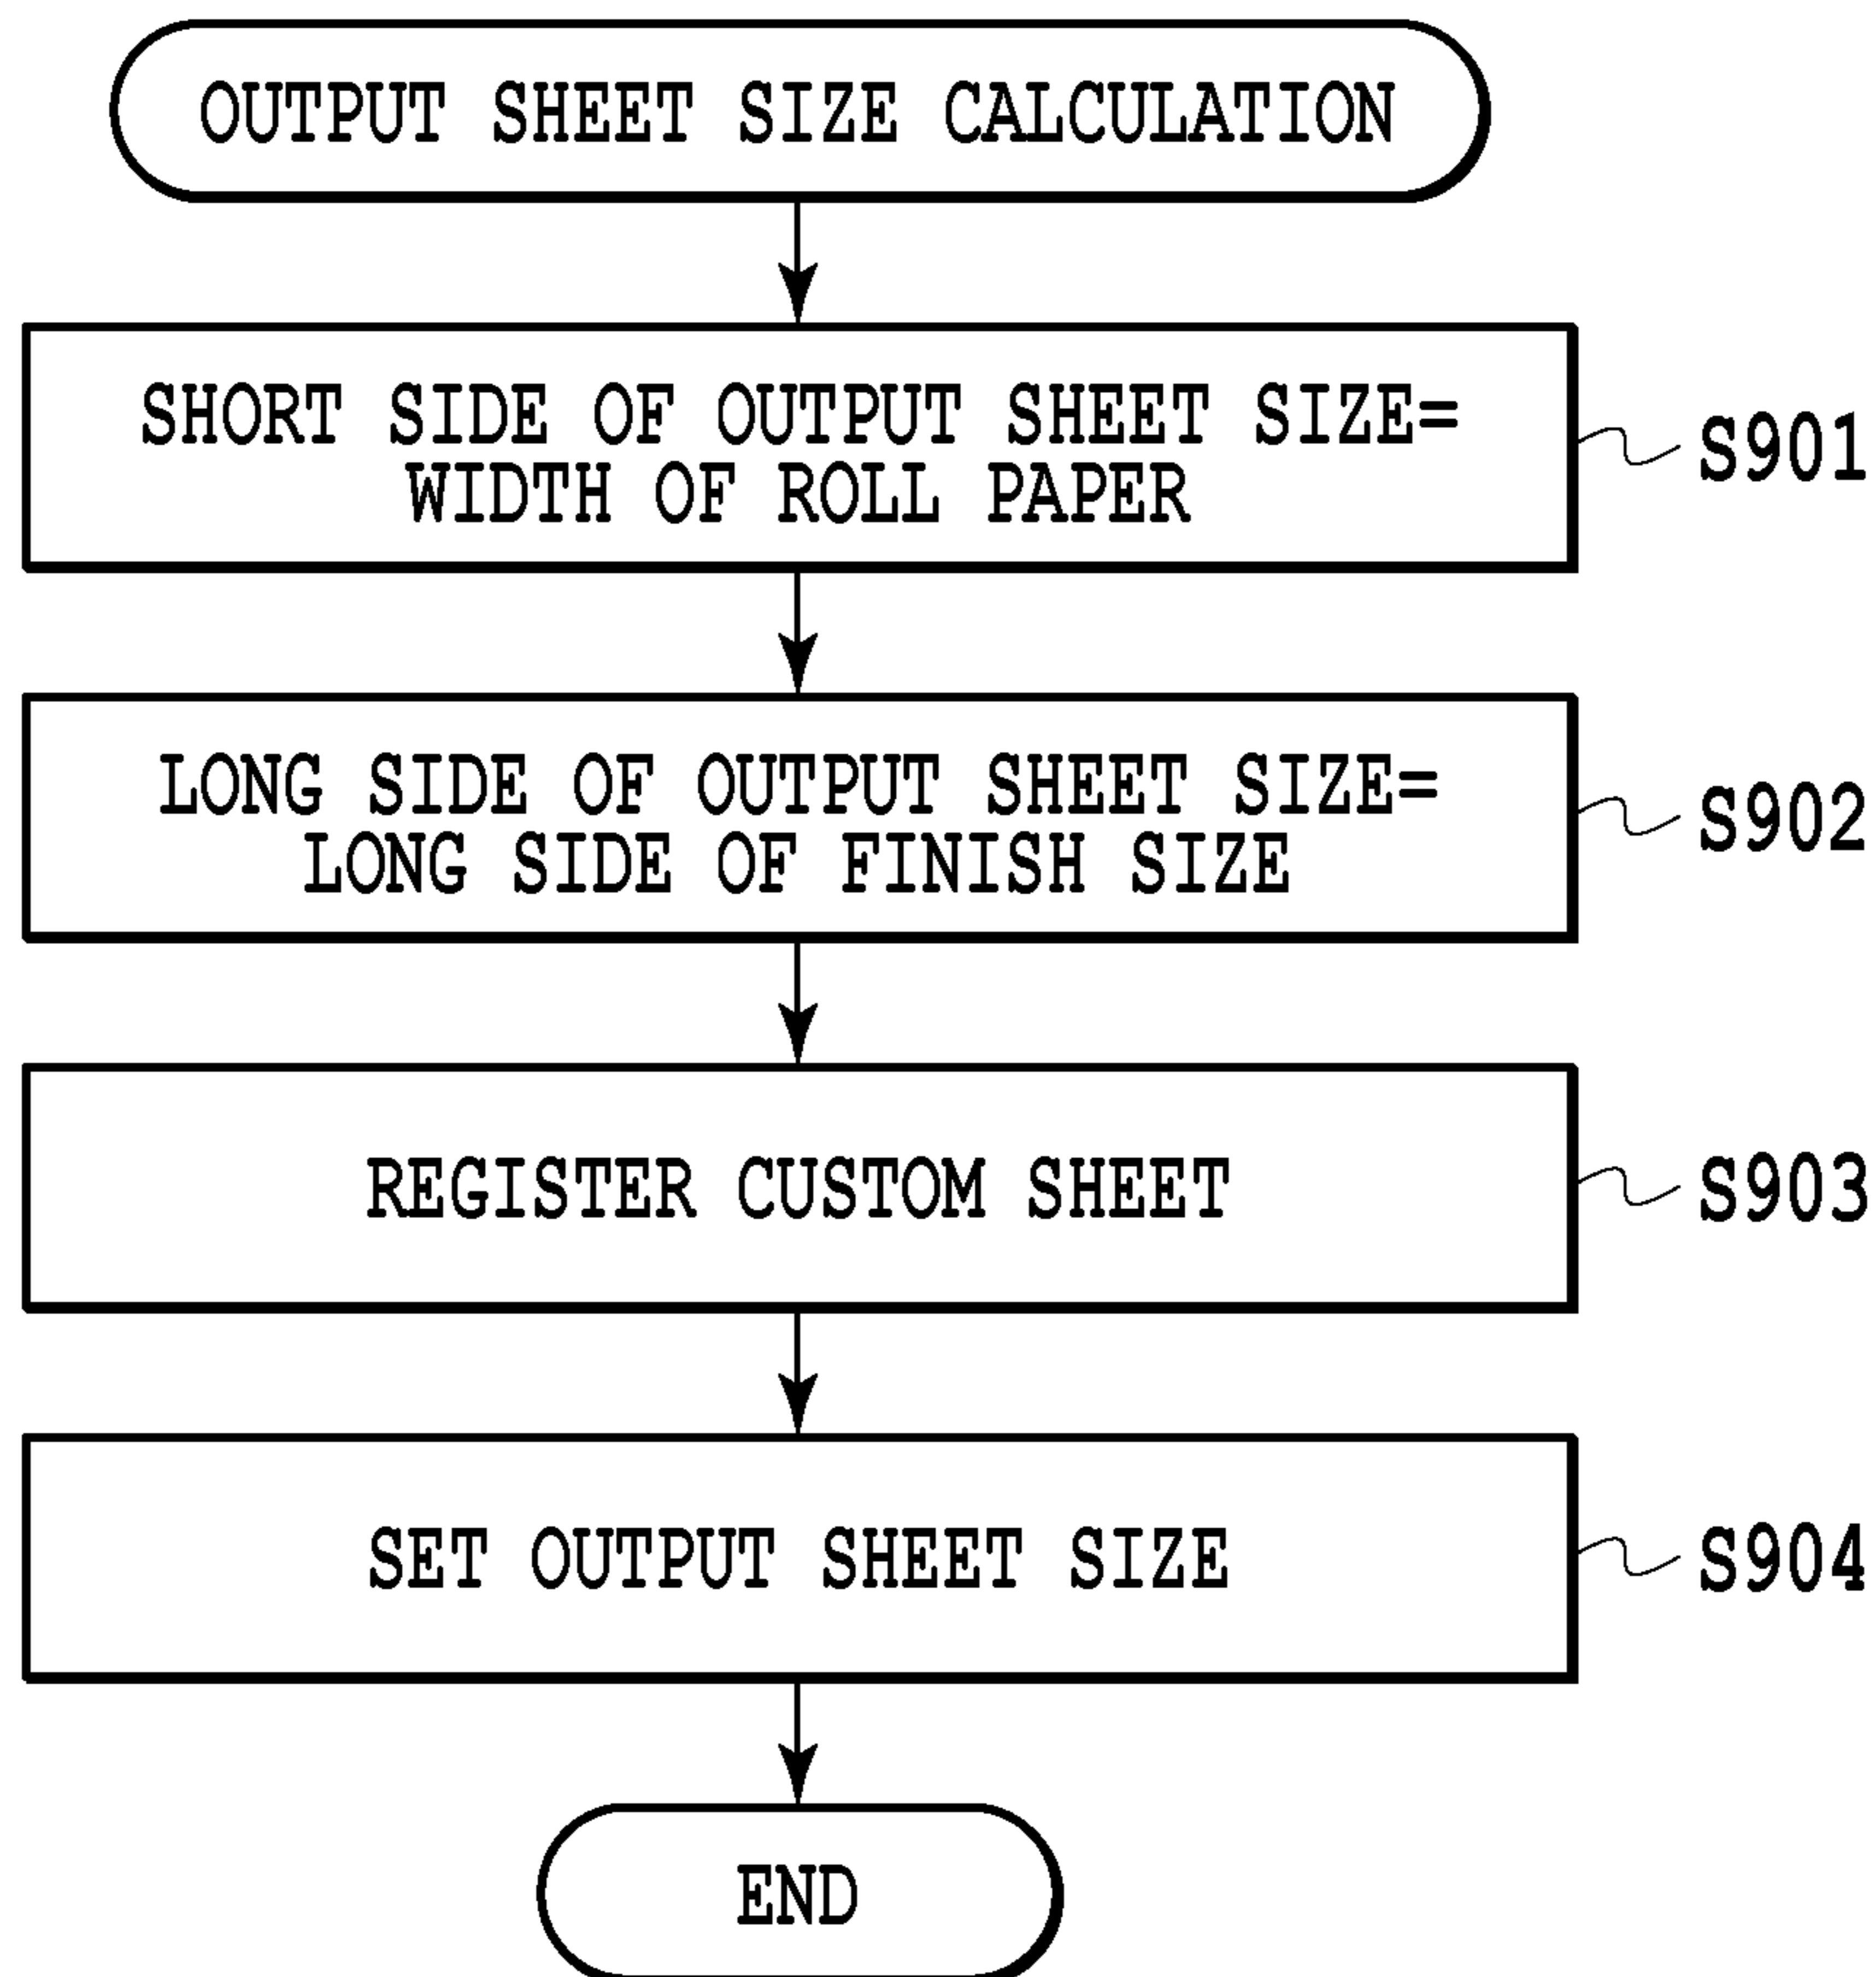 OUTPUT SHEET SIZE CALCULATION
SHORT SIDE OF OUTPUT SHEET SIZE=
WIDTH OF ROLL PAPER
S901
LONG SIDE OF OUTPUT SHEET SIZE=
LONG SIDE OF FINISH SIZE
S902
REGISTER CUSTOM SHEET
S903
SET OUTPUT SHEET SIZE
S904
END